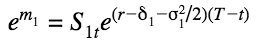 e^{m_1} = S_{1t}e^{(r-δ_1-σ_1^2/2)(T-t)}